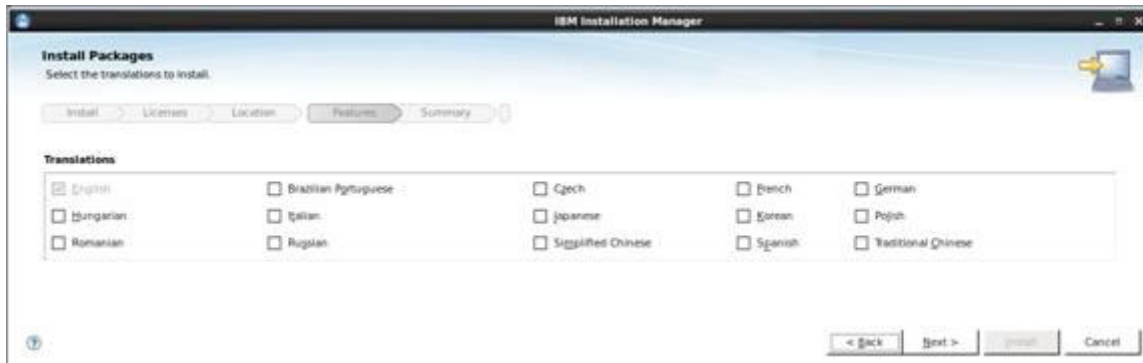 IBM Installation Manager
Install Packages
Select the translations to install.
Install Licenses Location Features Summary
Translations
English Brazilian Portuguese Czech French German
Hungarian Italian Japanese Korean Polish
Romanian Russian Simplified Chinese Spanish Traditional Chinese
?
< Back Next > Install Cancel